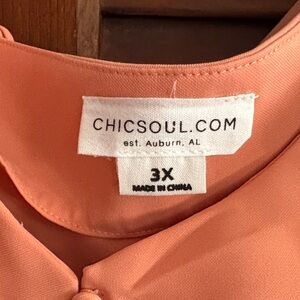 CHICSOUL.COM
est. Auburn, AL
3X
MADE IN CHINA